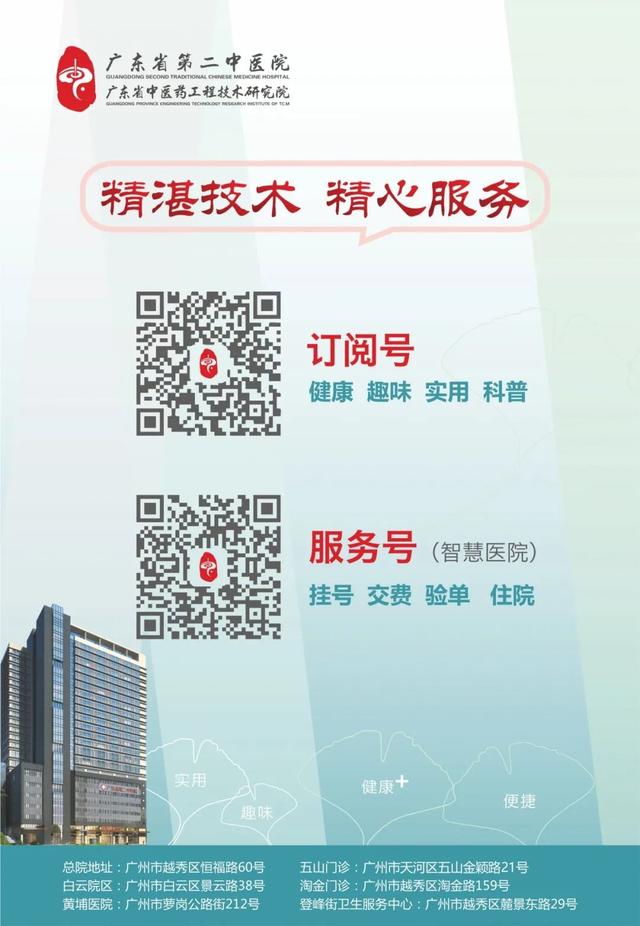 广东省第二中医院
GUANGDONG SECOND TRADITIONAL CHINESE MEDICINE HOSPITAL
广东省中医药工程技术研究院
GUANGDONG PROVINCE ENGINEERING TECHNOLOGY RESEARCH INSTITUTE OF T.C.M
精湛技术 精心服务
订阅号
健康 趣味 实用 科普
服务号（智慧医院）
挂号 交费 验单 住院
实用
趣味
健康+
便捷
总院地址：广州市越秀区恒福路60号
白云院区：广州市白云区景云路38号
黄埔医院：广州市萝岗公路街212号
五山门诊：广州市天河区五山金颖路21号
淘金门诊：广州市越秀区淘金路159号
登峰街卫生服务中心：广州市越秀区麓景东路29号